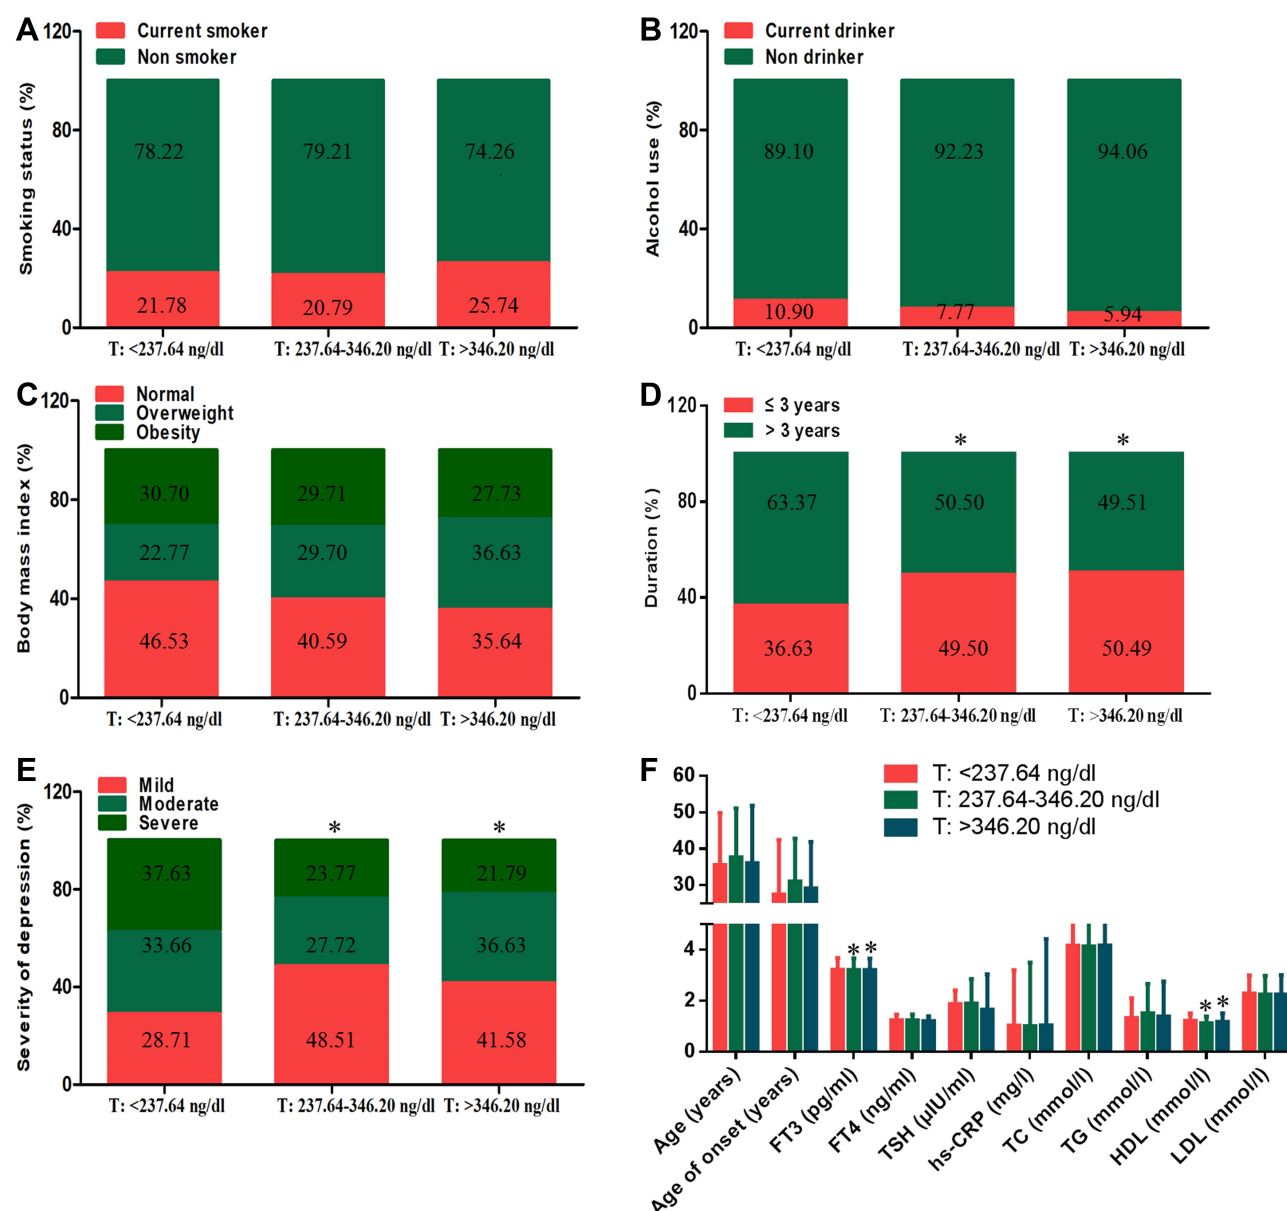 A
120
80
40
0
Smoking status (%)
Current smoker
Non smoker
78.22
79.21
74.26
21.78
20.79
25.74
T: <237.64 ng/dl
T: 237.64-346.20 ng/dl
T: >346.20 ng/dl
B
120
80
40
0
Alcohol use (%)
Current drinker
Non drinker
89.10
92.23
94.06
10.90
7.77
5.94
T: <237.64 ng/dl
T: 237.64-346.20 ng/dl
T: >346.20 ng/dl
C
120
80
40
0
Body mass index (%)
Normal
Overweight
Obesity
30.70
29.71
27.73
22.77
29.70
36.63
46.53
40.59
35.64
T: <237.64 ng/dl
T: 237.64-346.20 ng/dl
T: >346.20 ng/dl
D
120
80
40
0
Duration (%)
≤ 3 years
> 3 years
*
*
63.37
50.50
49.51
36.63
49.50
50.49
T: <237.64 ng/dl
T: 237.64-346.20 ng/dl
T: >346.20 ng/dl
E
120
80
40
0
Severity of depression (%)
Mild
Moderate
Severe
*
*
37.63
23.77
21.79
33.66
27.72
36.63
28.71
48.51
41.58
T: <237.64 ng/dl
T: 237.64-346.20 ng/dl
T: >346.20 ng/dl
F
60
50
40
30
4
2
0
T: <237.64 ng/dl
T: 237.64-346.20 ng/dl
T: >346.20 ng/dl
* *
* *
Age (years)
Age of onset (years)
FT3 (pg/ml)
FT4 (ng/ml)
TSH (µIU/ml)
hs-CRP (mg/l)
TC (mmol/l)
TG (mmol/l)
HDL (mmol/l)
LDL (mmol/l)